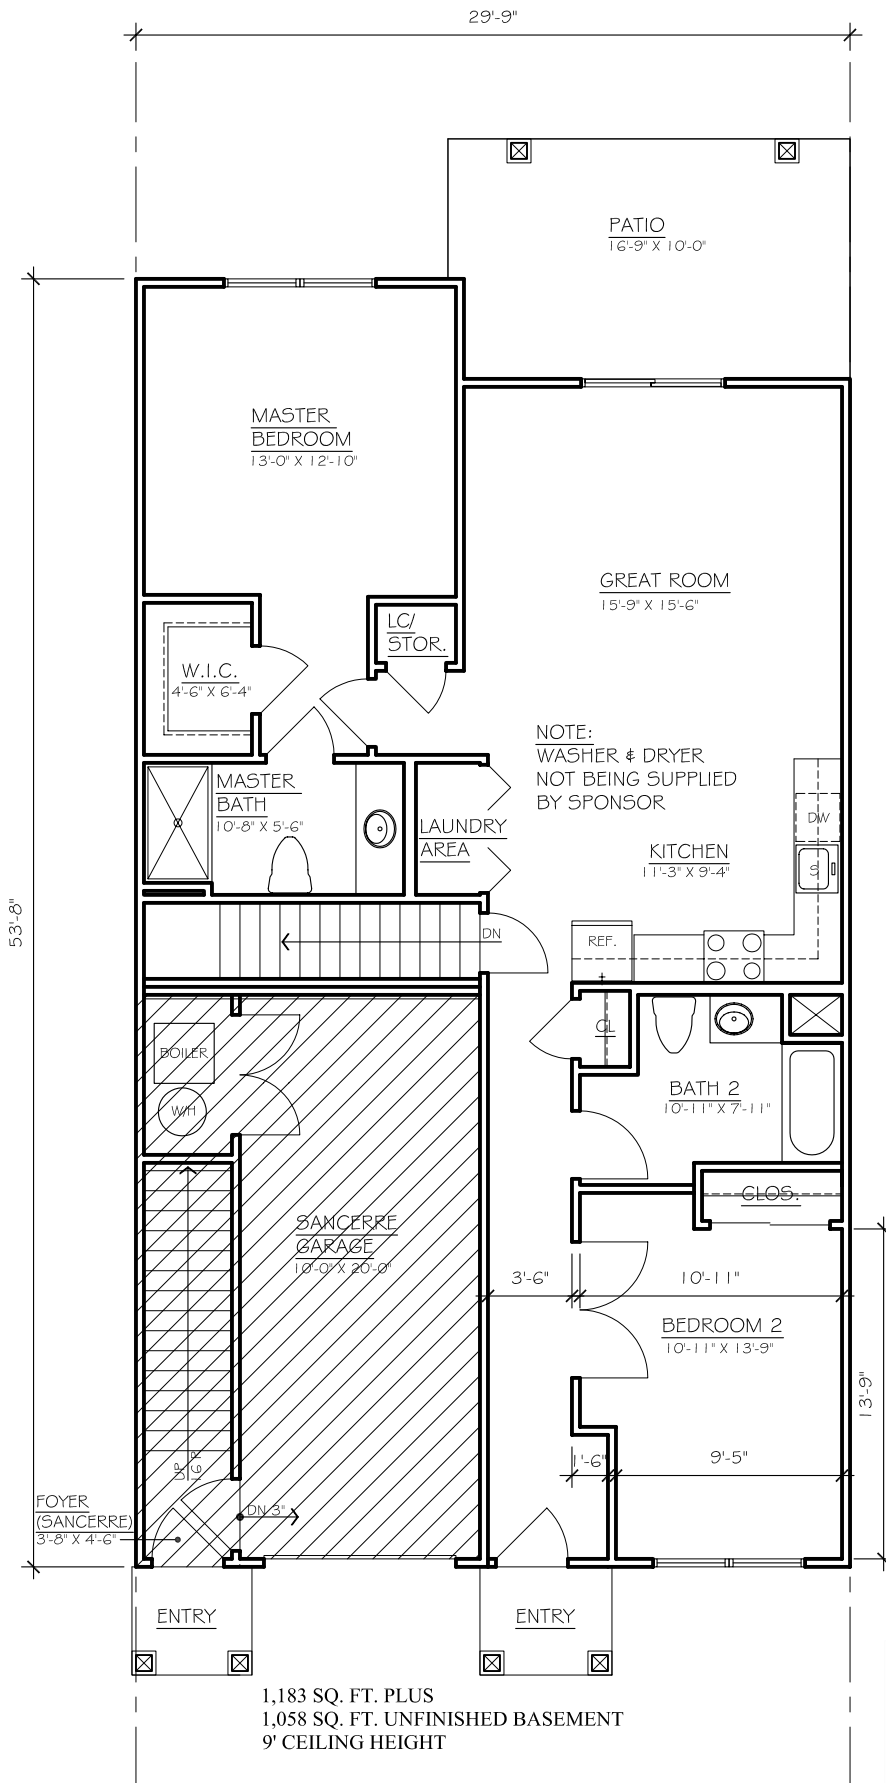 29'-9"
PATIO
16'-9" X 10'-0"
MASTER
BEDROOM
13'-0" X 12'-10"
GREAT ROOM
15'-9" X 15'-6"
LC/
STOR.
W.I.C.
4'-6" X 6'-4"
NOTE:
WASHER & DRYER
NOT BEING SUPPLIED
BY SPONSOR
MASTER
BATH
10'-8" X 5'-6"
LAUNDRY
AREA
DW
KITCHEN
11'-3" X 9'-4"
S
53'-8"
DN
REF.
CL
BOILER
W/H
BATH 2
10'-11" X 7'-11"
CLOS.
SANCERRE
GARAGE
10'-0" X 20'-0"
3'-6"
10'-11"
BEDROOM 2
10'-11" X 13'-9"
13'-9"
1'-6"
9'-5"
UP
16 R
FOYER
(SANCERRE)
3'-8" X 4'-6"
DN 3"
ENTRY
ENTRY
1,183 SQ. FT. PLUS
1,058 SQ. FT. UNFINISHED BASEMENT
9' CEILING HEIGHT